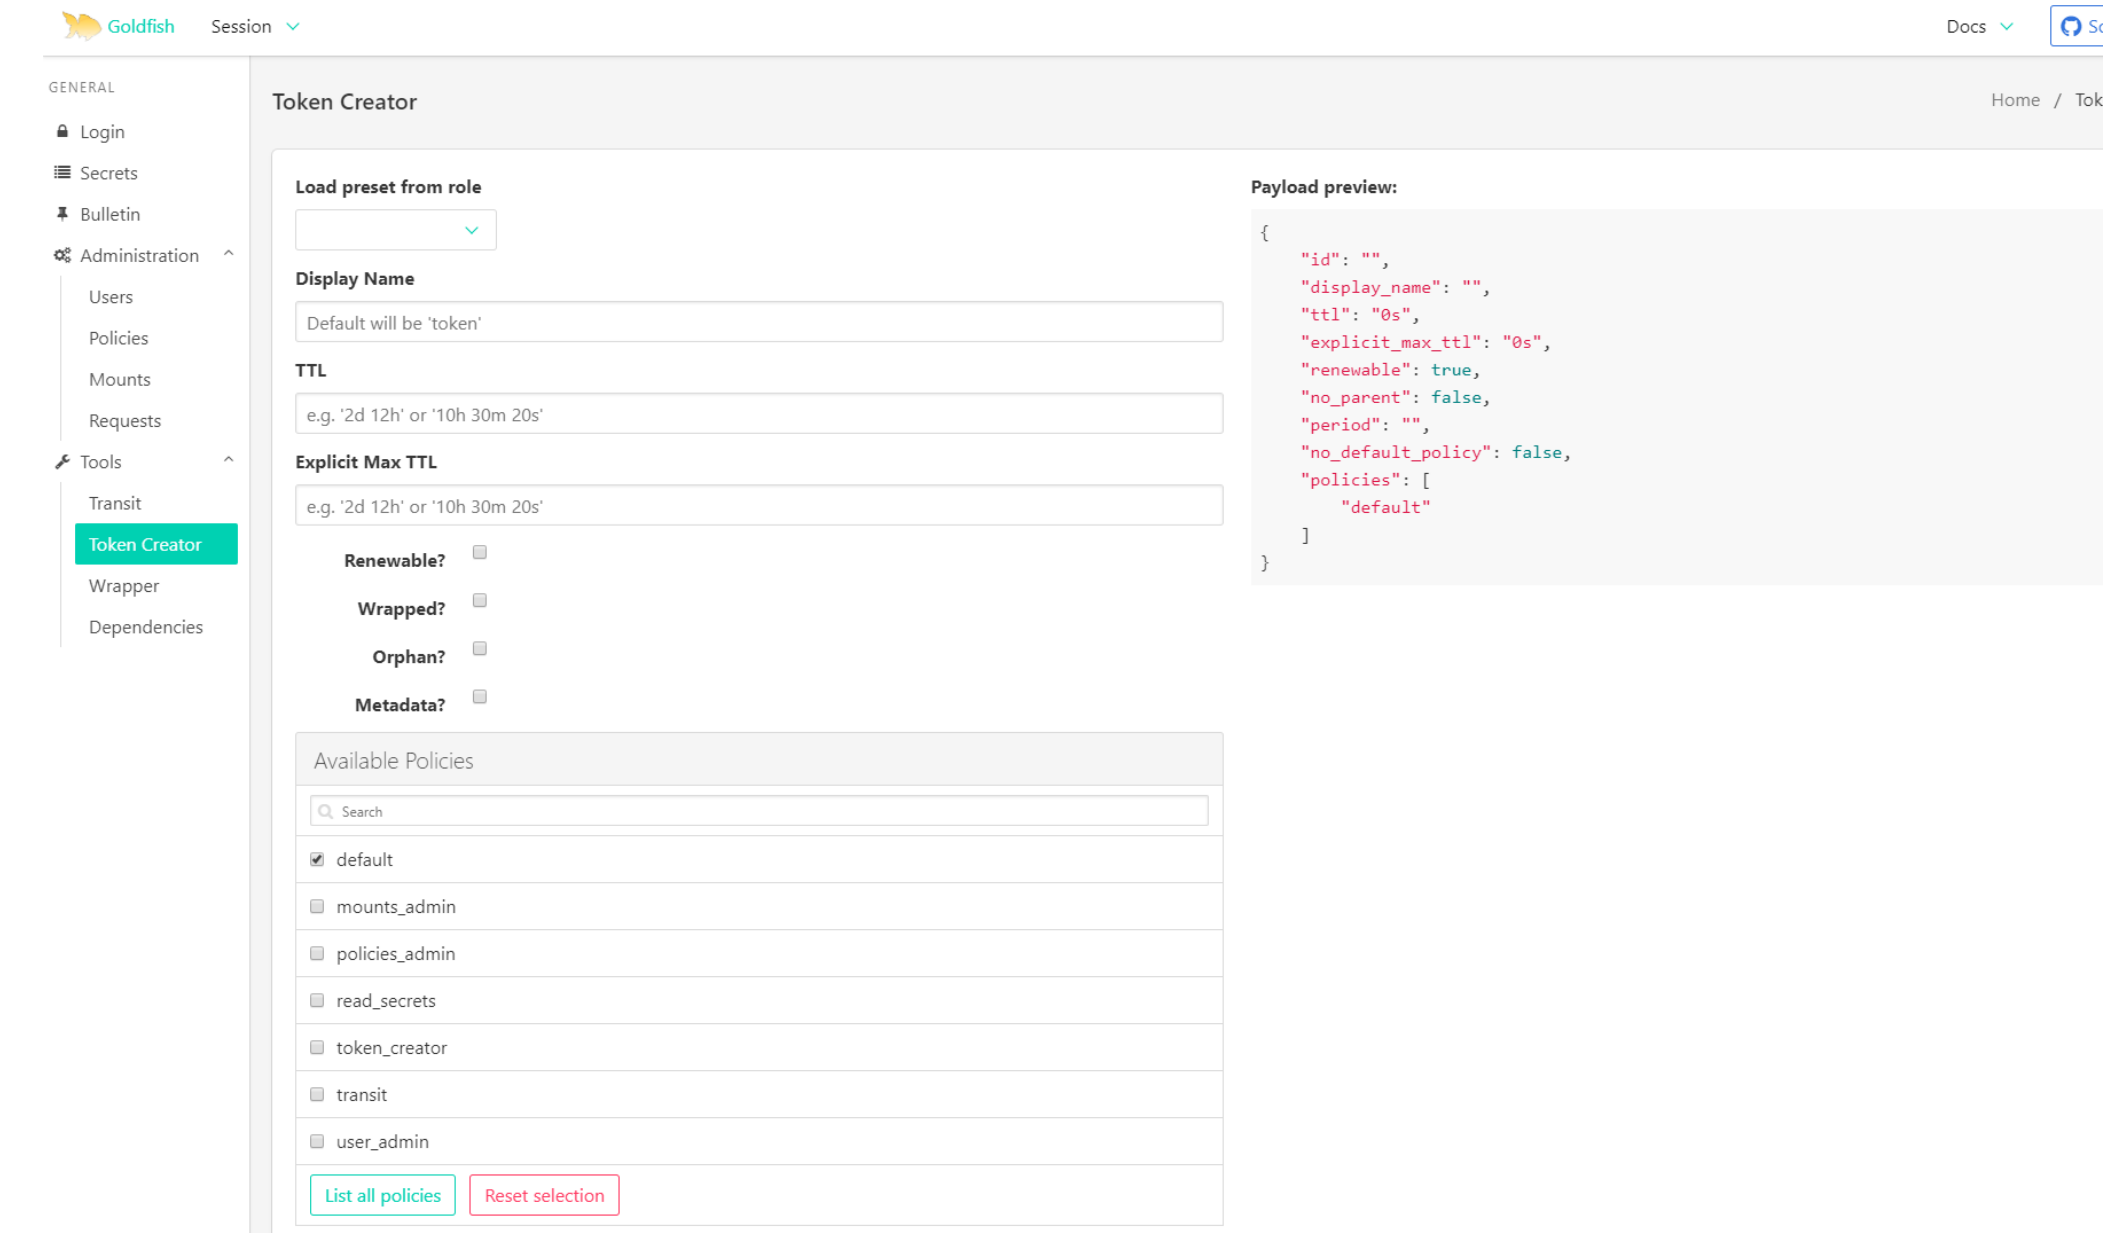 Goldfish
Session
Docs
GENERAL
Login
Secrets
Bulletin
Administration
Users
Policies
Mounts
Requests
Tools
Transit
Token Creator
Wrapper
Dependencies
Token Creator
Home /
Load preset from role
Display Name
Default will be 'token'
TTL
e.g. '2d 12h' or '10h 30m 20s'
Explicit Max TTL
e.g. '2d 12h' or '10h 30m 20s'
Renewable?
Wrapped?
Orphan?
Metadata?
Available Policies
Search
default
mounts_admin
policies_admin
read_secrets
token_creator
transit
user_admin
List all policies
Reset selection
Payload preview:
{
"id": "",
"display_name": "",
"ttl": "0s",
"explicit_max_ttl": "0s",
"renewable": true,
"no_parent": false,
"period": "",
"no_default_policy": false,
"policies": [
"default"
]
}